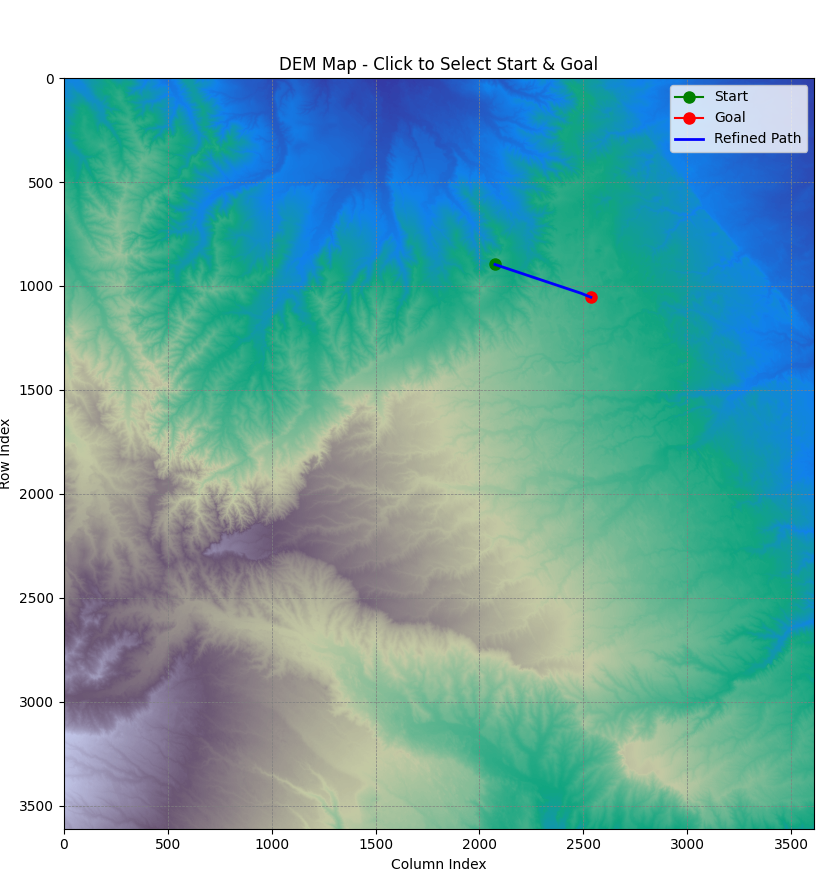 DEM Map - Click to Select Start & Goal
Start
Goal
Refined Path
Row Index
0
500
1000
1500
2000
2500
3000
3500
0 500 1000 1500 2000 2500 3000 3500
Column Index